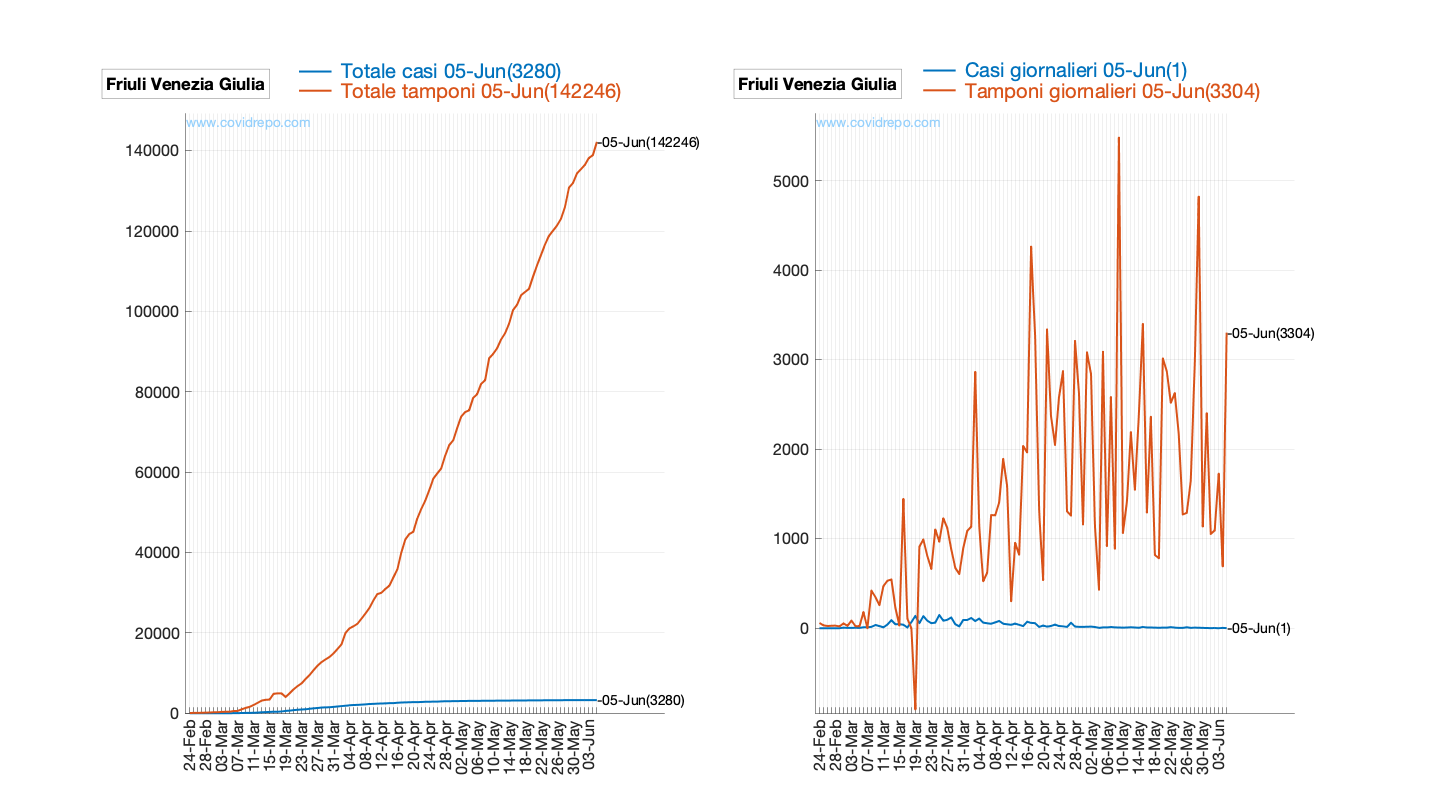 Friuli Venezia Giulia
Totale casi 05-Jun(3280)
Totale tamponi 05-Jun(142246)
www.covidrepo.com
140000
120000
100000
80000
60000
40000
20000
0
-05-Jun(142246)
-05-Jun(3280)
24-Feb
28-Feb
03-Mar
07-Mar
11-Mar
15-Mar
19-Mar
23-Mar
27-Mar
31-Mar
04-Apr
08-Apr
12-Apr
16-Apr
20-Apr
24-Apr
28-Apr
02-May
06-May
10-May
14-May
18-May
22-May
26-May
30-May
03-Jun
Friuli Venezia Giulia
Casi giornalieri 05-Jun(1)
Tamponi giornalieri 05-Jun(3304)
www.covidrepo.com
5000
4000
3000
2000
1000
0
-05-Jun(3304)
-05-Jun(1)
24-Feb
28-Feb
03-Mar
07-Mar
11-Mar
15-Mar
19-Mar
23-Mar
27-Mar
31-Mar
04-Apr
08-Apr
12-Apr
16-Apr
20-Apr
24-Apr
28-Apr
02-May
06-May
10-May
14-May
18-May
22-May
26-May
30-May
03-Jun